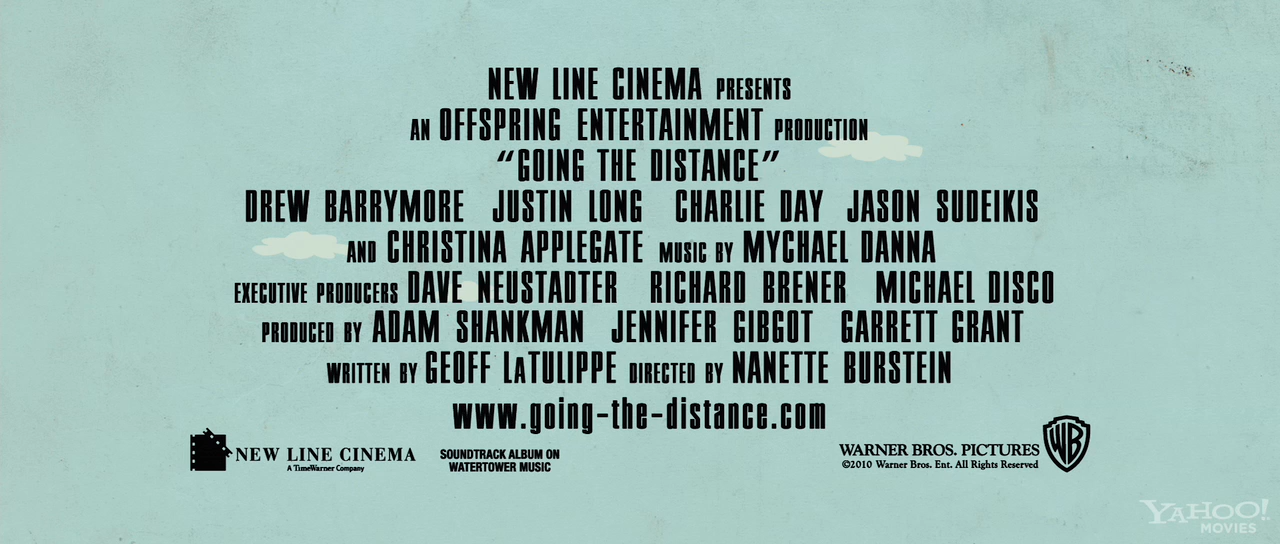 NEW LINE CINEMA PRESENTS
AN OFFSPRING ENTERTAINMENT PRODUCTION
“GOING THE DISTANCE”
DREW BARRYMORE JUSTIN LONG CHARLIE DAY JASON SUDEIKIS
AND CHRISTINA APPLEGATE MUSIC BY MYCHAEL DANNA
EXECUTIVE PRODUCERS DAVE NEUSTADTER RICHARD BRENER MICHAEL DISCO
PRODUCED BY ADAM SHANKMAN JENNIFER GIBGOT GARRETT GRANT
WRITTEN BY GEOFF LATULIPPE DIRECTED BY NANETTE BURSTEIN
www.going-the-distance.com
NEW LINE CINEMA
A TimeWarner Company
SOUNDTRACK ALBUM ON
WATERTOWER MUSIC
WARNER BROS. PICTURES
©2010 Warner Bros. Ent. All Rights Reserved
WB
YAHOO!
MOVIES